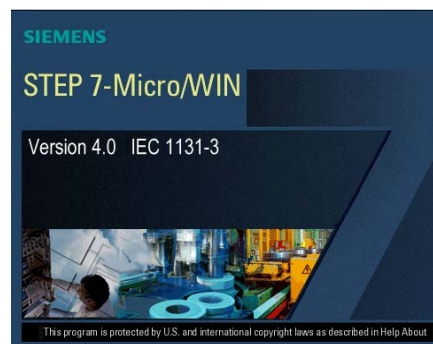 SIEMENS
STEP 7-Micro/WIN
Version 4.0 IEC 1131-3
This program is protected by U.S. and international copyright laws as described in Help About